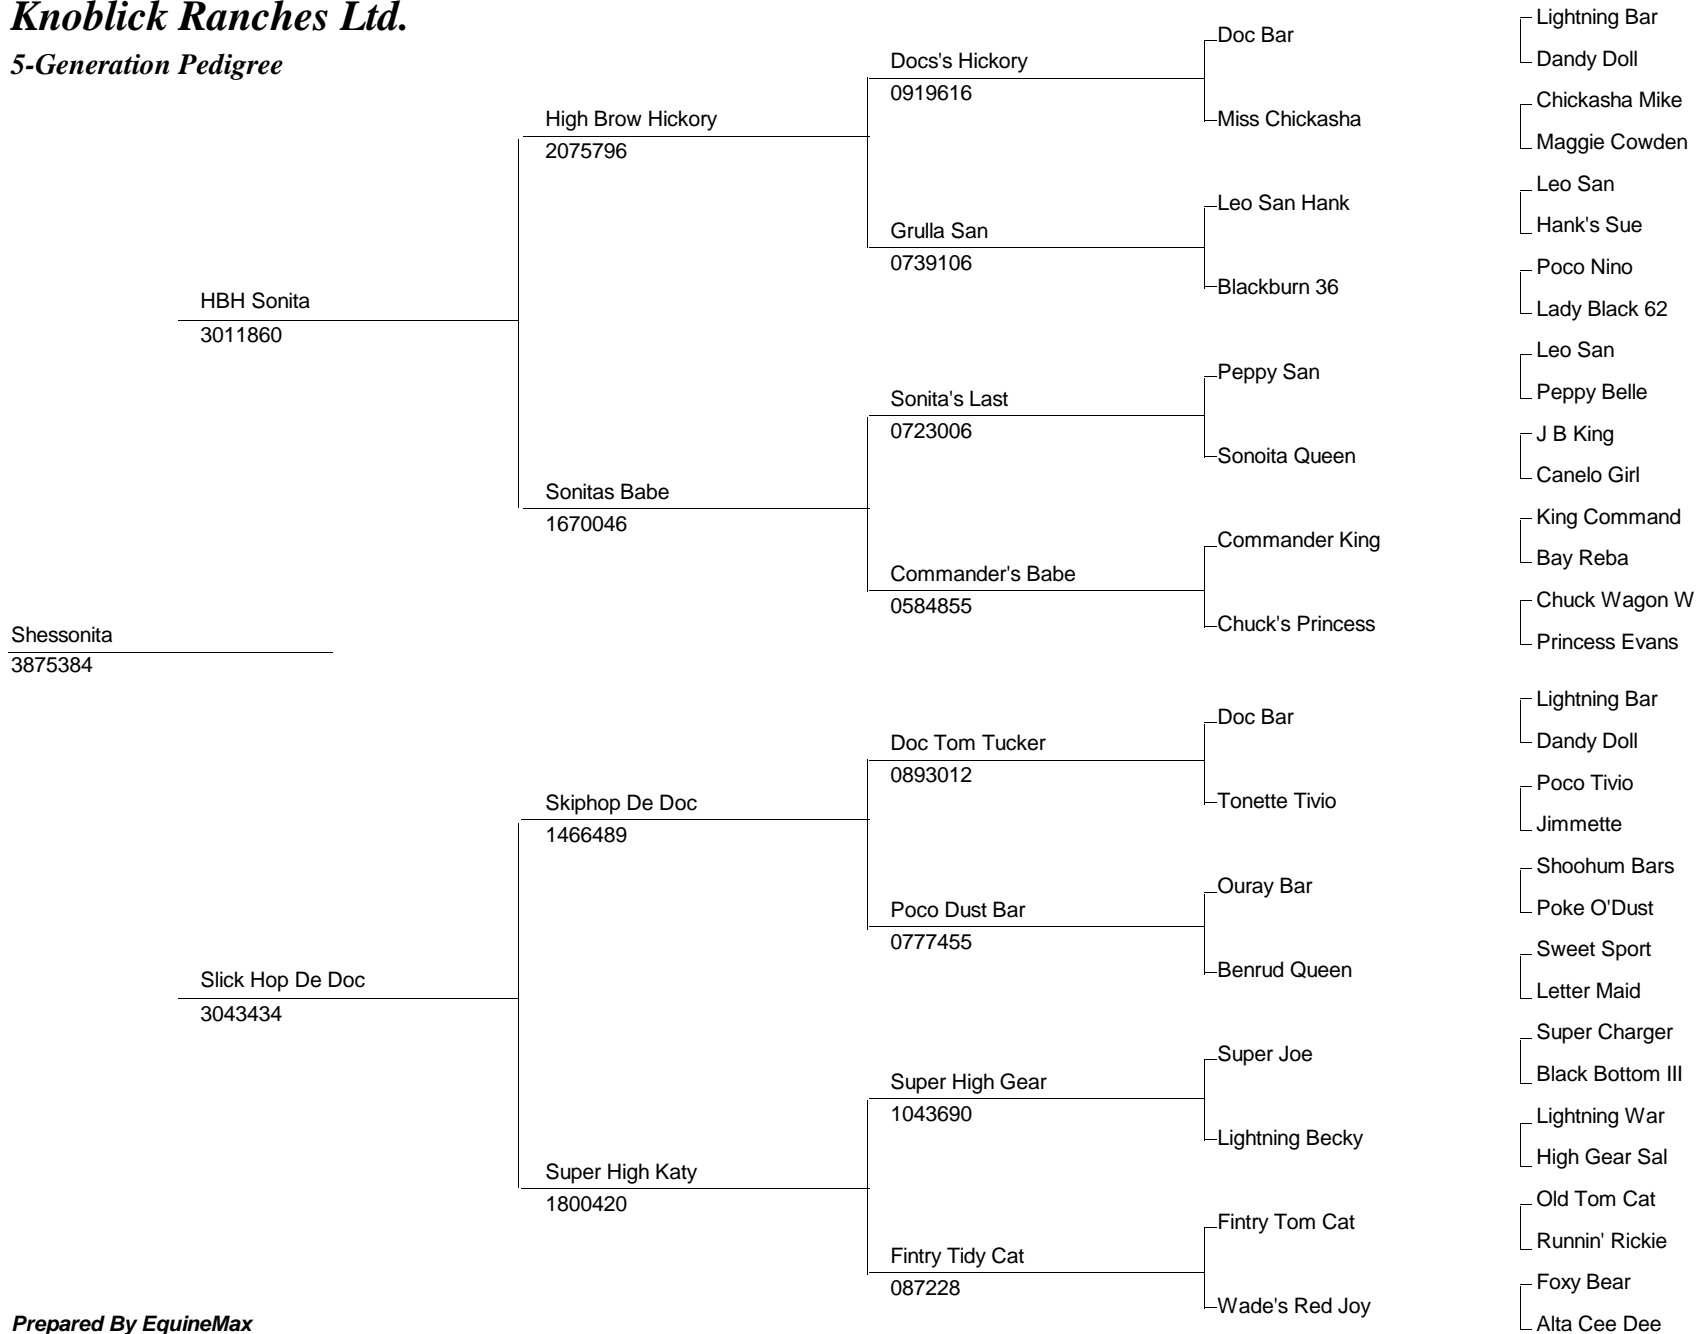 Knoblick Ranches Ltd.
5-Generation Pedigree
Shessonita
3875384
HBH Sonita
3011860
Slick Hop De Doc
3043434
High Brow Hickory
2075796
Sonitas Babe
1670046
Skiphop De Doc
1466489
Super High Katy
1800420
Docs's Hickory
0919616
Grulla San
0739106
Sonita's Last
0723006
Commander's Babe
0584855
Doc Tom Tucker
0893012
Poco Dust Bar
0777455
Super High Gear
1043690
Fintry Tidy Cat
087228
Doc Bar
Miss Chickasha
Leo San Hank
Blackburn 36
Peppy San
Sonoita Queen
Commander King
Chuck's Princess
Doc Bar
Tonette Tivio
Ouray Bar
Benrud Queen
Super Joe
Lightning Becky
Fintry Tom Cat
Wade's Red Joy
Lightning Bar
Dandy Doll
Chickasha Mike
Maggie Cowden
Leo San
Hank's Sue
Poco Nino
Lady Black 62
Leo San
Peppy Belle
J B King
Canelo Girl
King Command
Bay Reba
Chuck Wagon W
Princess Evans
Lightning Bar
Dandy Doll
Poco Tivio
Jimmette
Shoohum Bars
Poke O'Dust
Sweet Sport
Letter Maid
Super Charger
Black Bottom III
Lightning War
High Gear Sal
Old Tom Cat
Runnin' Rickie
Foxy Bear
Alta Cee Dee
Prepared By EquineMax